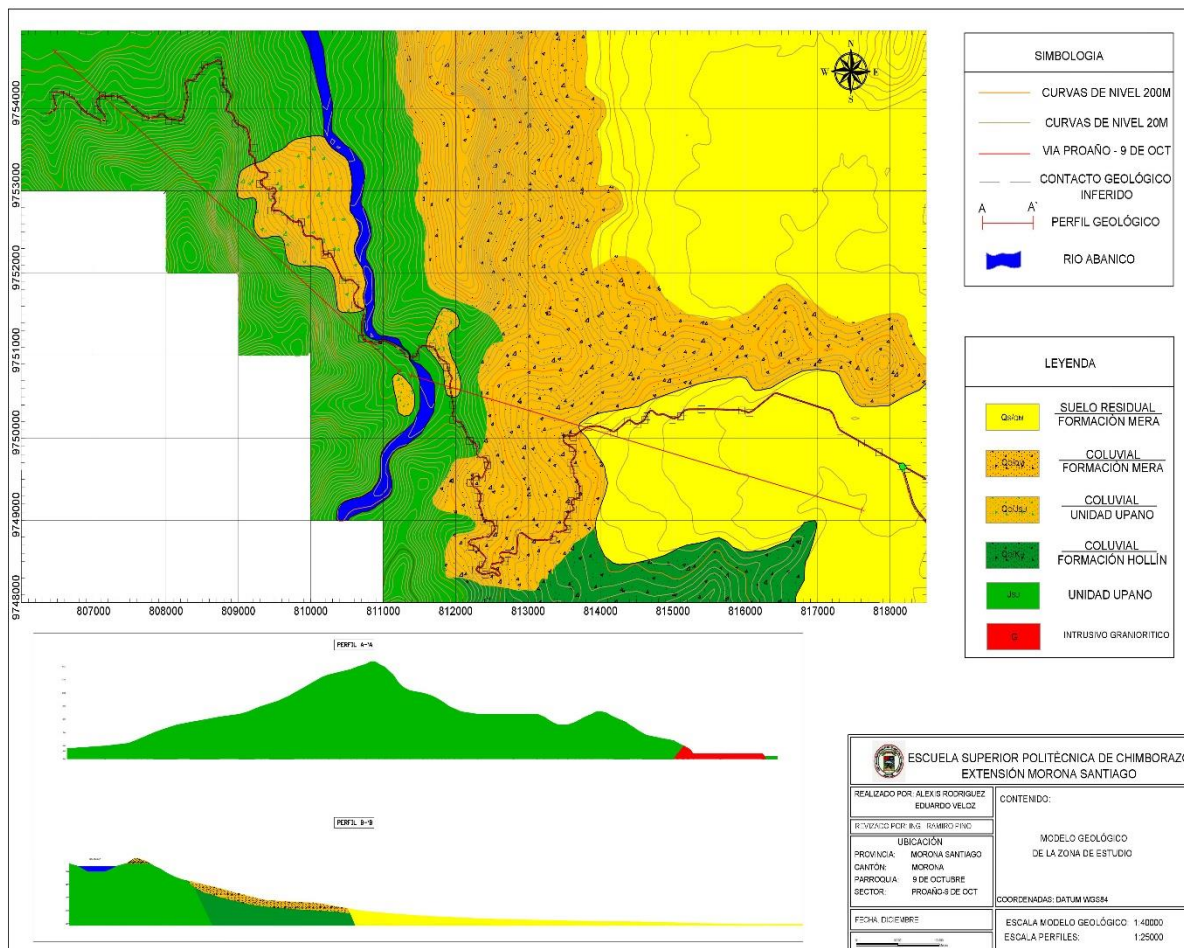 N
W E
S
9754000
9753000
9752000
9751000
9750000
9749000
9748000
807000 808000 809000 810000 811000 812000 813000 814000 815000 816000 817000 818000
SIMBOLOGIA
CURVAS DE NIVEL 200M
CURVAS DE NIVEL 20M
VIA PROAÑO - 9 DE OCT
CONTACTO GEOLÓGICO
INFERIDO
A A`
PERFIL GEOLÓGICO
RIO ABANICO
LEYENDA
SUELO RESIDUAL
FORMACIÓN MERA
COLUVIAL
FORMACIÓN MERA
COLUVIAL
UNIDAD UPANO
COLUVIAL
FORMACIÓN HOLLÍN
UNIDAD UPANO
G INTRUSIVO GRANIORITICO
PERFIL A-'A
PERFIL B-'B
ESCUELA SUPERIOR POLITÈCNICA DE CHIMBORAZO
EXTENSIÓN MORONA SANTIAGO
REALIZADO POR: ALEXIS RODRIGUEZ
EDUARDO VELOZ
REVIZADO POR: ING. RAMIRO PINO
UBICACIÓN
PROVINCIA: MORONA SANTIAGO
CANTÓN: MORONA
PARROQUIA: 9 DE OCTUBRE
SECTOR: PROAÑO-9 DE OCT
FECHA: DICIEMBRE
CONTENIDO:
MODELO GEOLÓGICO
DE LA ZONA DE ESTUDIO
COORDENADAS: DATUM WGS84
ESCALA MODELO GEOLÓGICO: 1:40000
ESCALA PERFILES: 1:25000